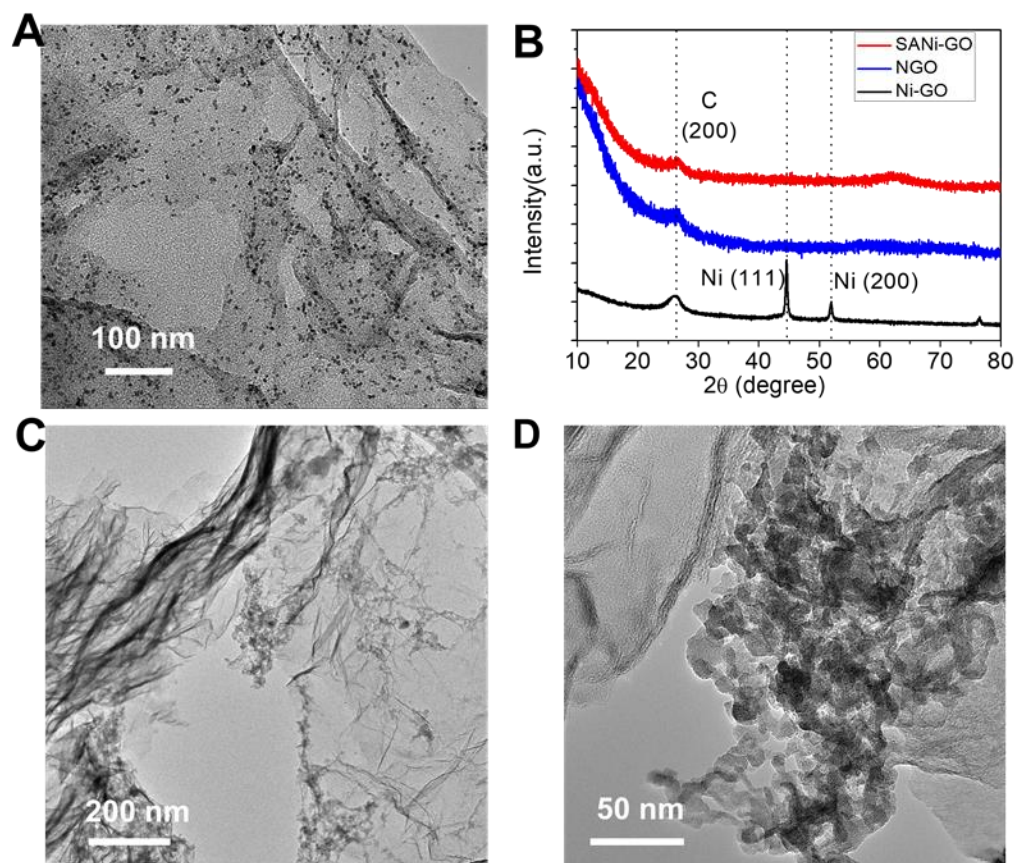 A
100 nm
B
Intensity(a.u.)
C
(200)
SANi-GO
NGO
Ni-GO
Ni (111)
Ni (200)
10 20 30 40 50 60 70 80
2θ (degree)
C
200 nm
D
50 nm